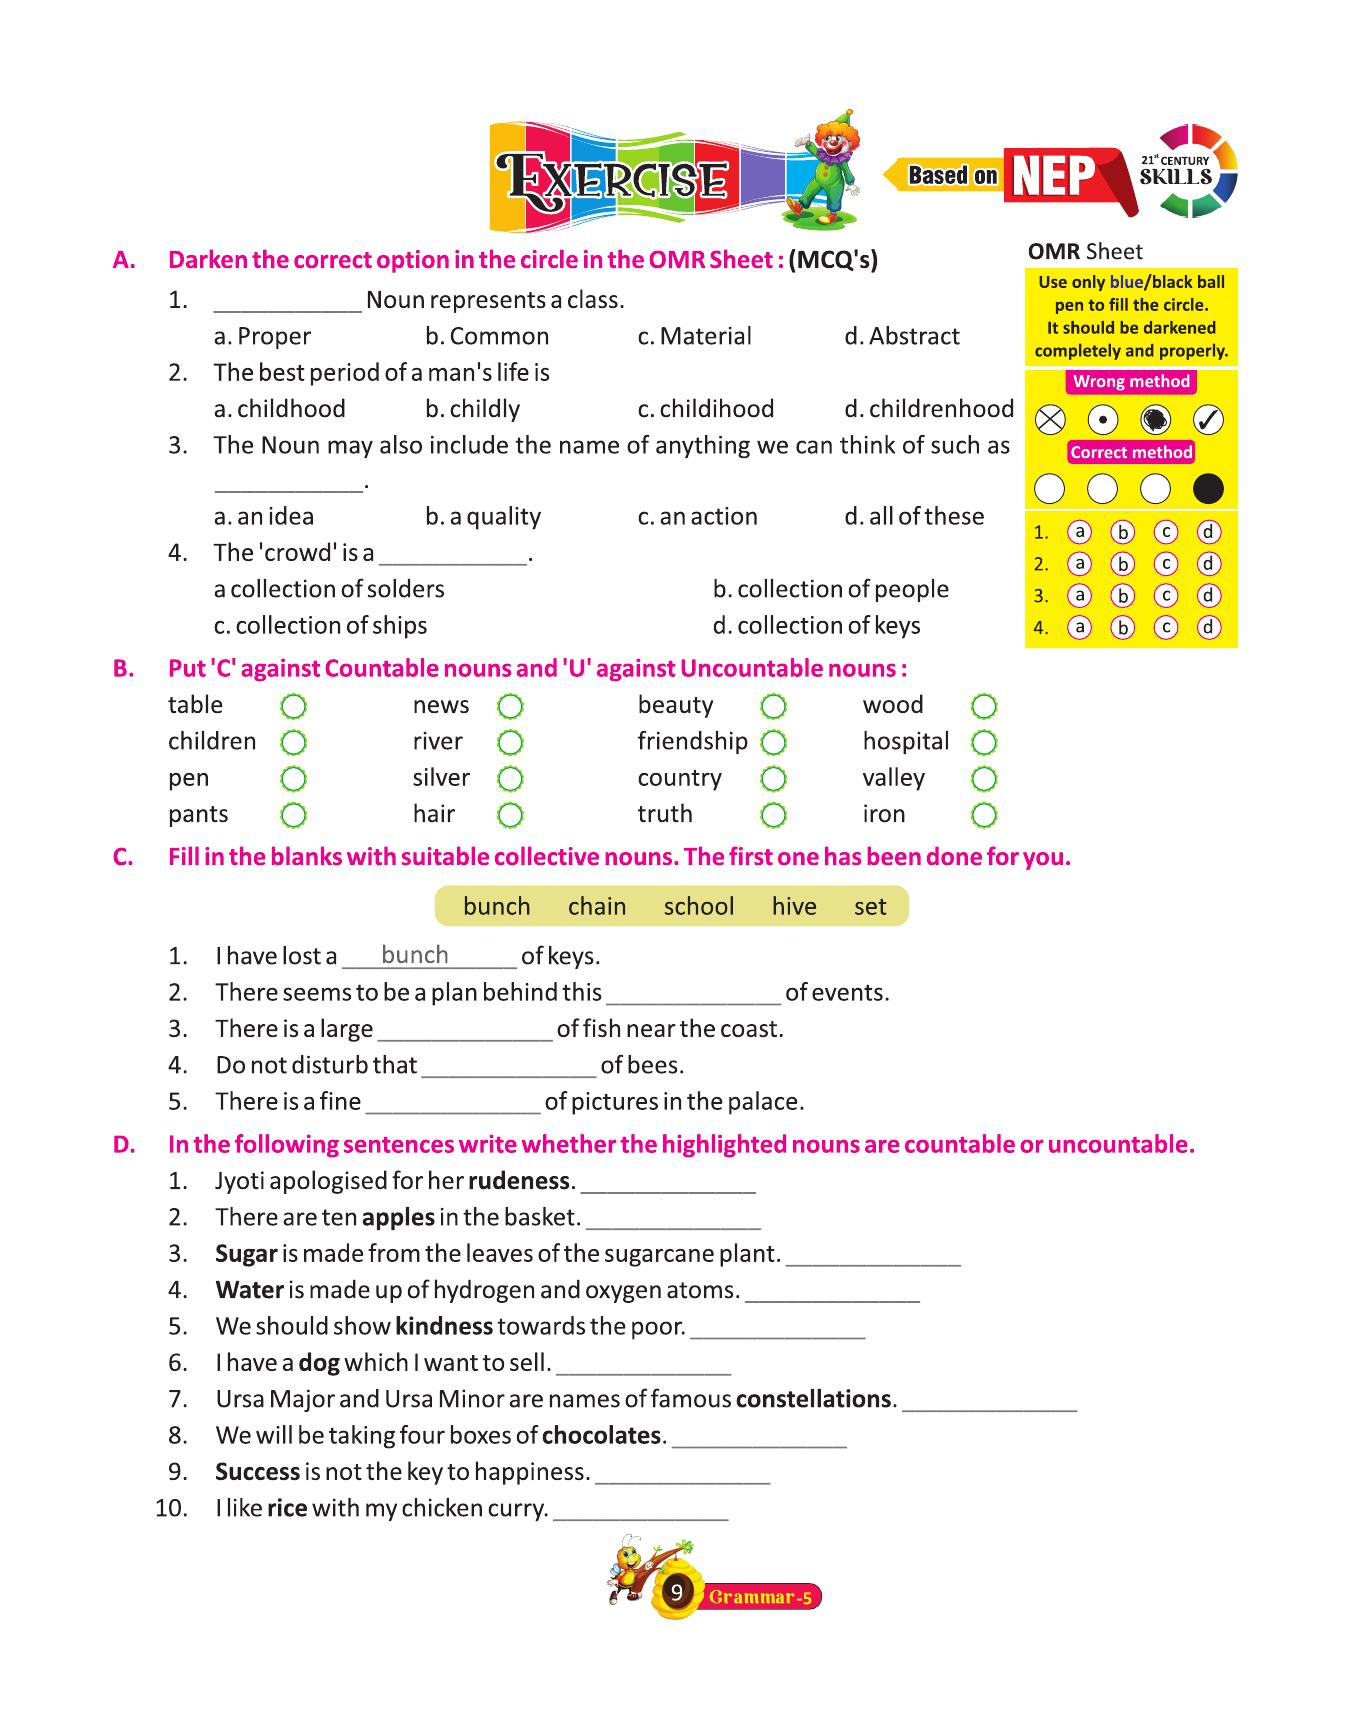 EXERCISE
Based on NEP
21st CENTURY
SKILLS
A. Darken the correct option in the circle in the OMR Sheet : (MCQ's)
1. ___________ Noun represents a class.
a. Proper b. Common c. Material d. Abstract
2. The best period of a man's life is
a. childhood b. childly c. childihood d. childrenhood
3. The Noun may also include the name of anything we can think of such as
___________.
a. an idea b. a quality c. an action d. all of these
4. The 'crowd' is a ___________.
a collection of solders b. collection of people
c. collection of ships d. collection of keys
OMR Sheet
Use only blue/black ball
pen to fill the circle.
It should be darkened
completely and properly.
Wrong method
Correct method
1. a b c d
2. a b c d
3. a b c d
4. a b c d
B. Put 'C' against Countable nouns and 'U' against Uncountable nouns :
table news beauty wood
children river friendship hospital
pen silver country valley
pants hair truth iron
C. Fill in the blanks with suitable collective nouns. The first one has been done for you.
bunch chain school hive set
1. I have lost a bunch of keys.
2. There seems to be a plan behind this _____________ of events.
3. There is a large _____________ of fish near the coast.
4. Do not disturb that _____________ of bees.
5. There is a fine _____________ of pictures in the palace.
D. In the following sentences write whether the highlighted nouns are countable or uncountable.
1. Jyoti apologised for her rudeness. _____________
2. There are ten apples in the basket. _____________
3. Sugar is made from the leaves of the sugarcane plant. _____________
4. Water is made up of hydrogen and oxygen atoms. _____________
5. We should show kindness towards the poor. _____________
6. I have a dog which I want to sell. _____________
7. Ursa Major and Ursa Minor are names of famous constellations. _____________
8. We will be taking four boxes of chocolates. _____________
9. Success is not the key to happiness. _____________
10. I like rice with my chicken curry. _____________
9 Grammar-5